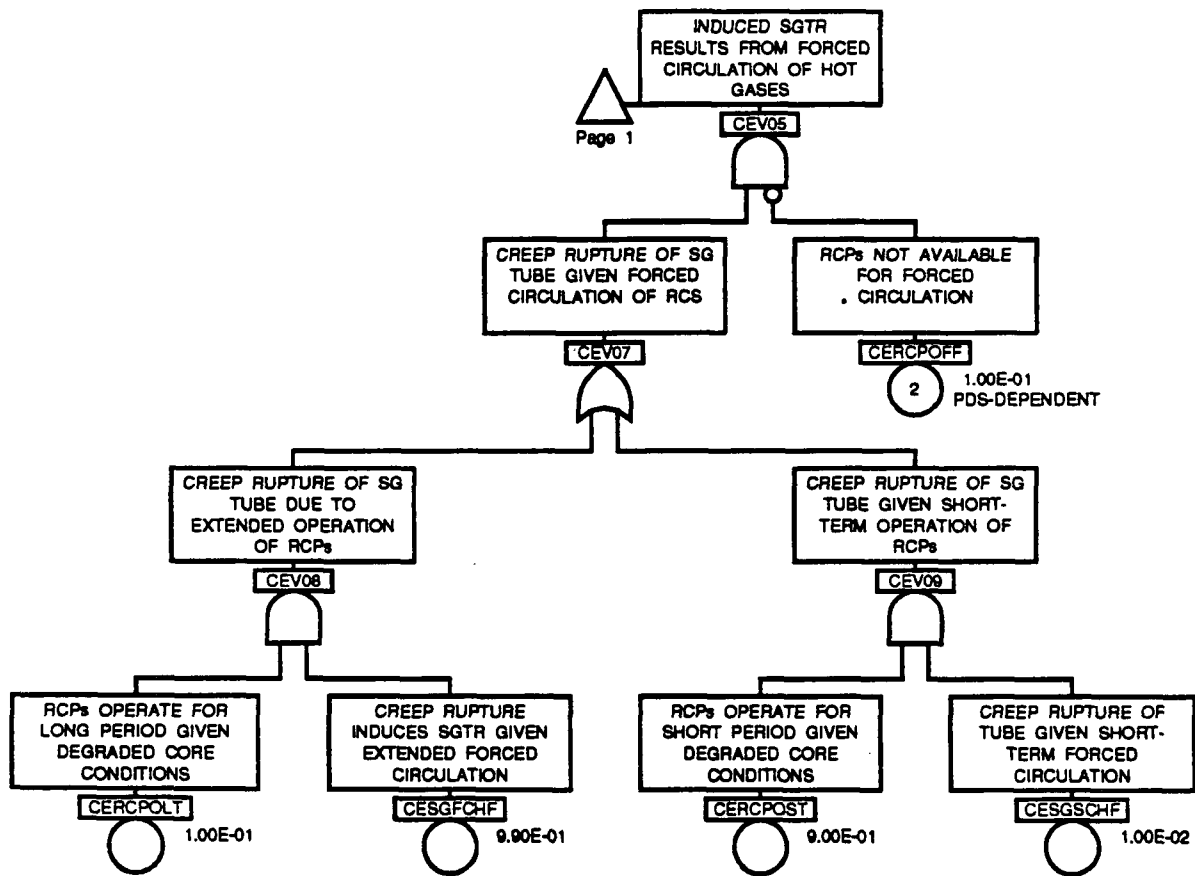 INDUCED SGTR
RESULTS FROM FORCED
CIRCULATION OF HOT
GASES
Page 1
CEV05
CREEP RUPTURE OF SG
TUBE GIVEN FORCED
CIRCULATION OF RCS
CEV07
RCPs NOT AVAILABLE
FOR FORCED
CIRCULATION
CERCPOFF
2
1.00E-01
PDS-DEPENDENT
CREEP RUPTURE OF SG
TUBE DUE TO
EXTENDED OPERATION
OF RCPs
CEV08
CREEP RUPTURE OF SG
TUBE GIVEN SHORT-
TERM OPERATION OF
RCPs
CEV09
RCPs OPERATE FOR
LONG PERIOD GIVEN
DEGRADED CORE
CONDITIONS
CERCPOLT
1.00E-01
CREEP RUPTURE
INDUCES SGTR GIVEN
EXTENDED FORCED
CIRCULATION
CESGFCHF
9.90E-01
RCPs OPERATE FOR
SHORT PERIOD GIVEN
DEGRADED CORE
CONDITIONS
CERCPOST
9.00E-01
CREEP RUPTURE OF
TUBE GIVEN SHORT-
TERM FORCED
CIRCULATION
CESGSCHF
1.00E-02